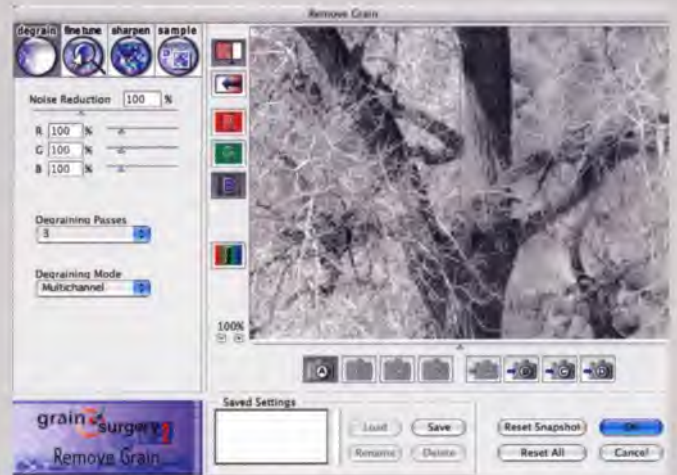 Remove Grain
degrain fine tune sharpen sample
Noise Reduction 100 %
R 100 %
G 100 %
B 100 %
Degraining Passes
3
Degraining Mode
Multichannel
100%
A
Saved Settings
Load Save
Rename Delete
Reset Snapshot OK
Reset All Cancel
grain surgery
Remove Grain